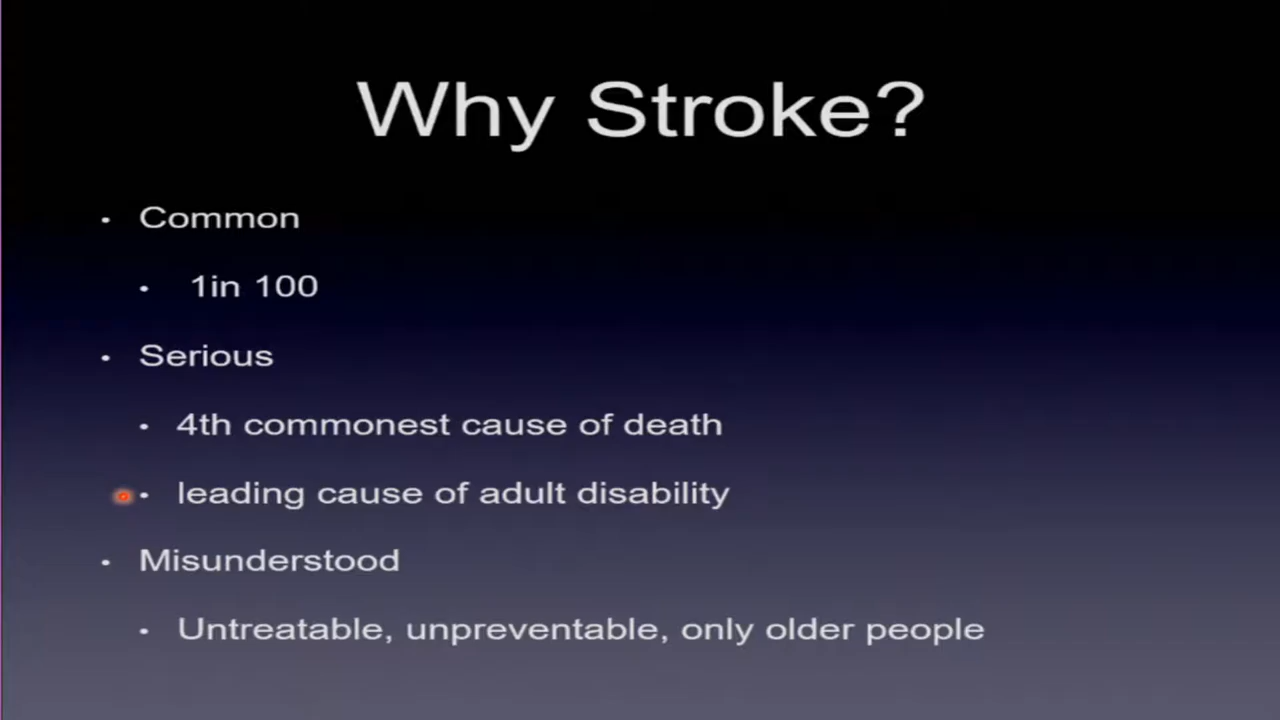 Why Stroke?
• Common
• 1in 100
• Serious
• 4th commonest cause of death
• leading cause of adult disability
• Misunderstood
• Untreatable, unpreventable, only older people